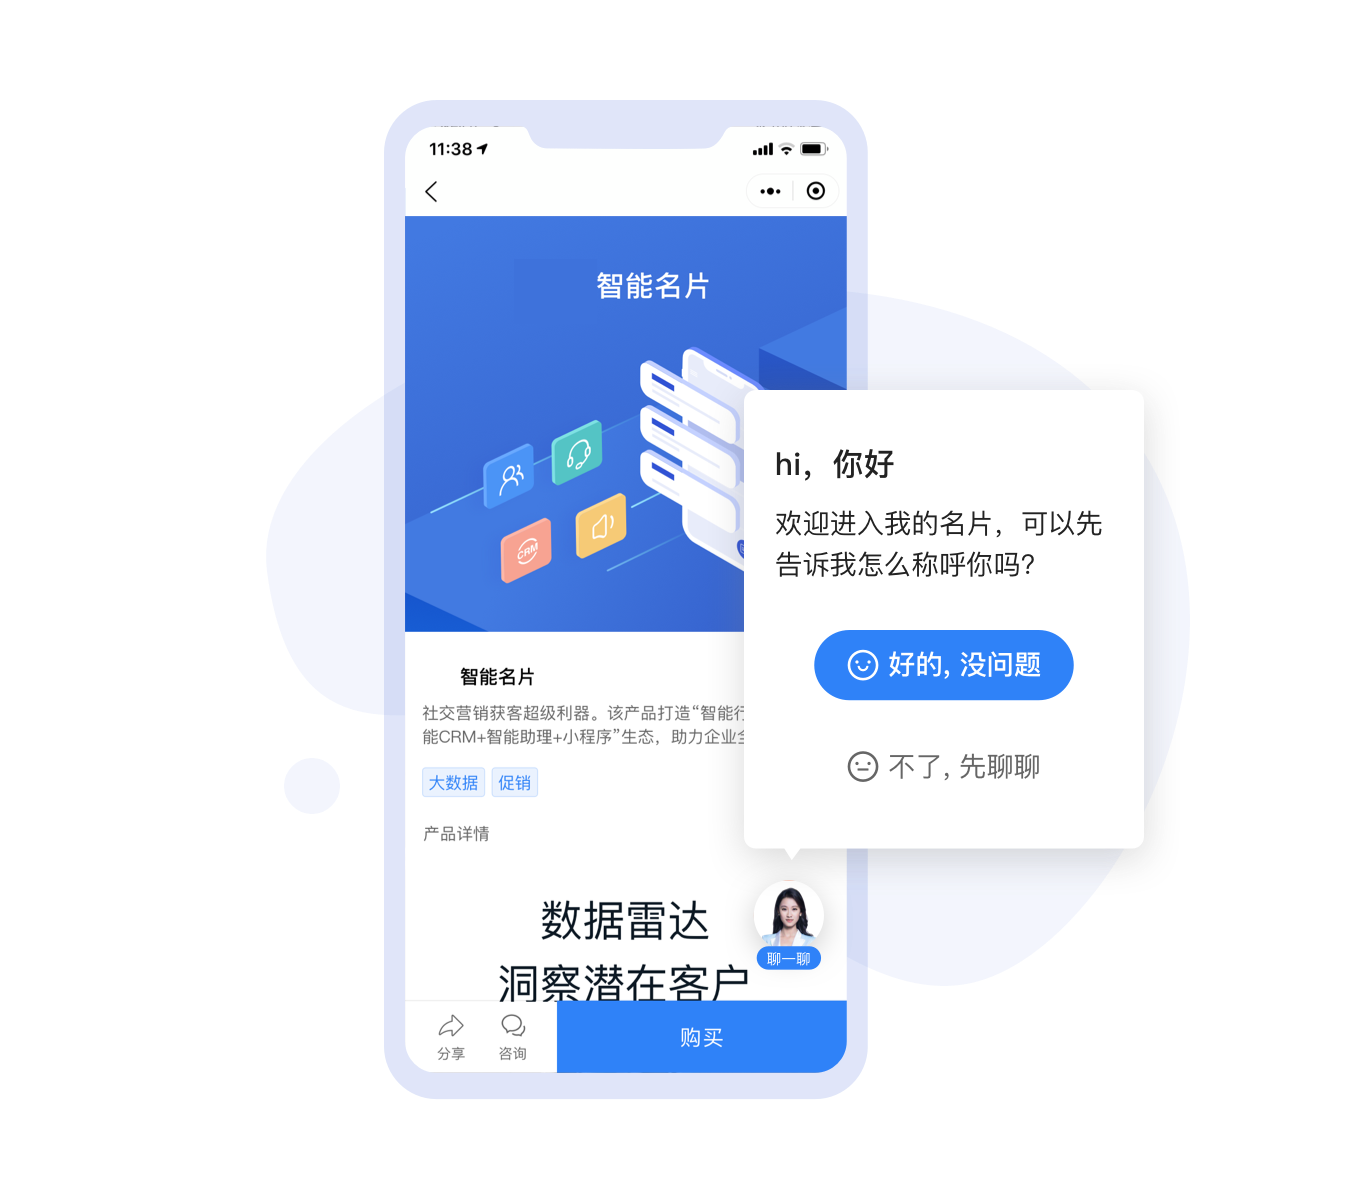 11:38
智能名片
CRM
hi，你好
欢迎进入我的名片，可以先
告诉我怎么称呼你吗？
好的, 没问题
不了, 先聊聊
智能名片
社交营销获客超级利器。该产品打造“智能行
能CRM+智能助理+小程序”生态，助力企业全
大数据 促销
产品详情
数据雷达
洞察潜在客户
聊一聊
分享 咨询 购买